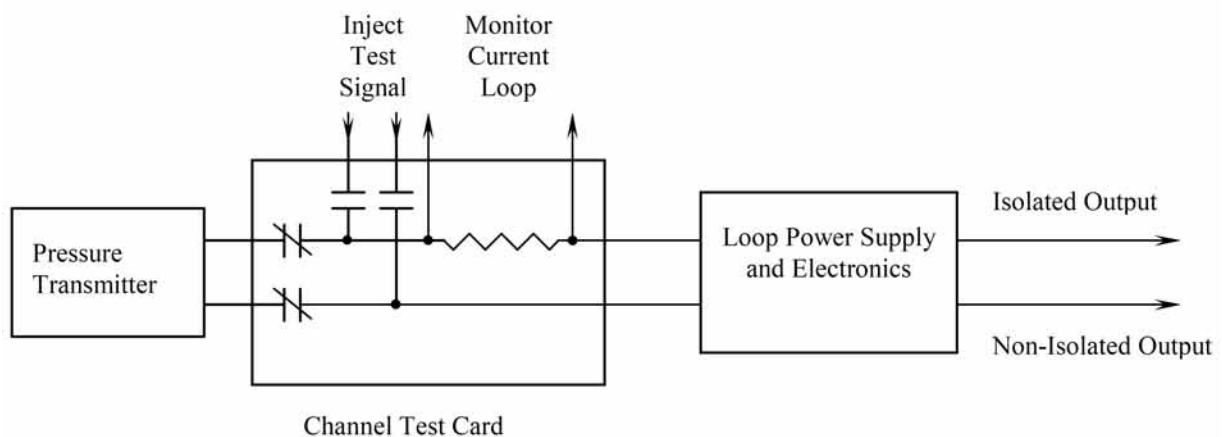 Inject
Test
Signal
Monitor
Current
Loop
Pressure
Transmitter
Loop Power Supply
and Electronics
Isolated Output
Non-Isolated Output
Channel Test Card